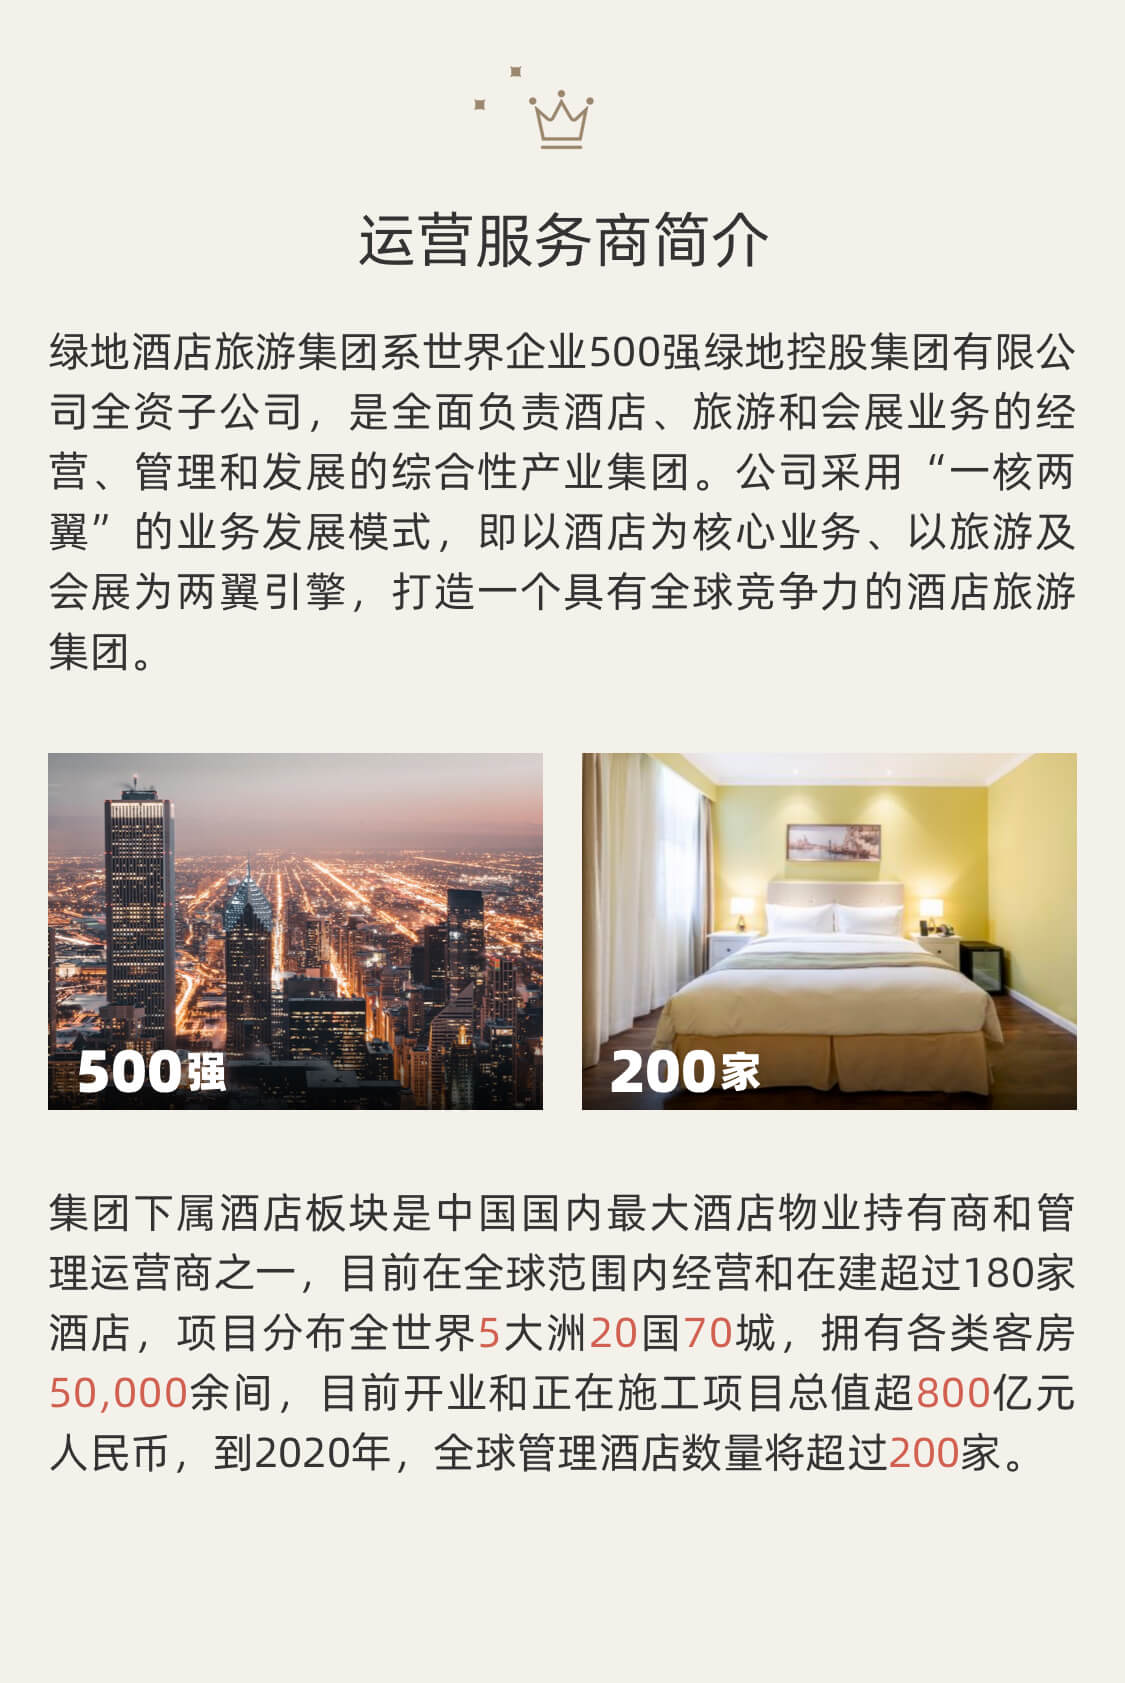 运营服务商简介
绿地酒店旅游集团系世界企业500强绿地控股集团有限公
司全资子公司，是全面负责酒店、旅游和会展业务的经
营、管理和发展的综合性产业集团。公司采用“一核两
翼”的业务发展模式，即以酒店为核心业务、以旅游及
会展为两翼引擎，打造一个具有全球竞争力的酒店旅游
集团。
500强
200家
集团下属酒店板块是中国国内最大酒店物业持有商和管
理运营商之一，目前在全球范围内经营和在建超过180家
酒店，项目分布全世界5大洲20国70城，拥有各类客房
50,000余间，目前开业和正在施工项目总值超800亿元
人民币，到2020年，全球管理酒店数量将超过200家。